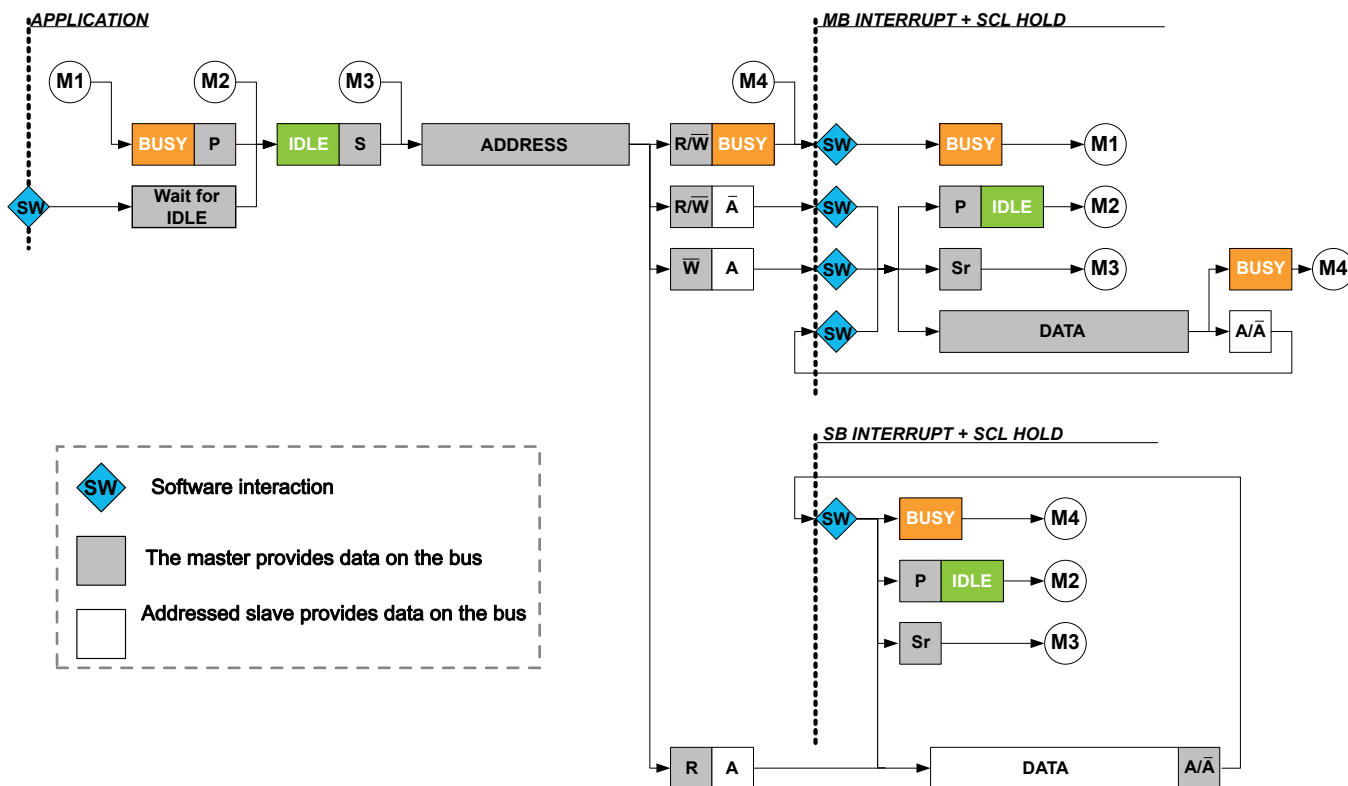 APPLICATION
MB INTERRUPT + SCL HOLD
M1
M2
M3
M4
BUSY P
IDLE S
ADDRESS
R/W̅ BUSY
SW
BUSY
M1
Wait for
IDLE
SW
R/W̅ A̅
SW
P IDLE
M2
W̅ A
SW
Sr
M3
BUSY
M4
SW
DATA
A/A̅
SB INTERRUPT + SCL HOLD
SW Software interaction
The master provides data on the bus
Addressed slave provides data on the bus
SW
BUSY
M4
P IDLE
M2
Sr
M3
R A
DATA
A/A̅